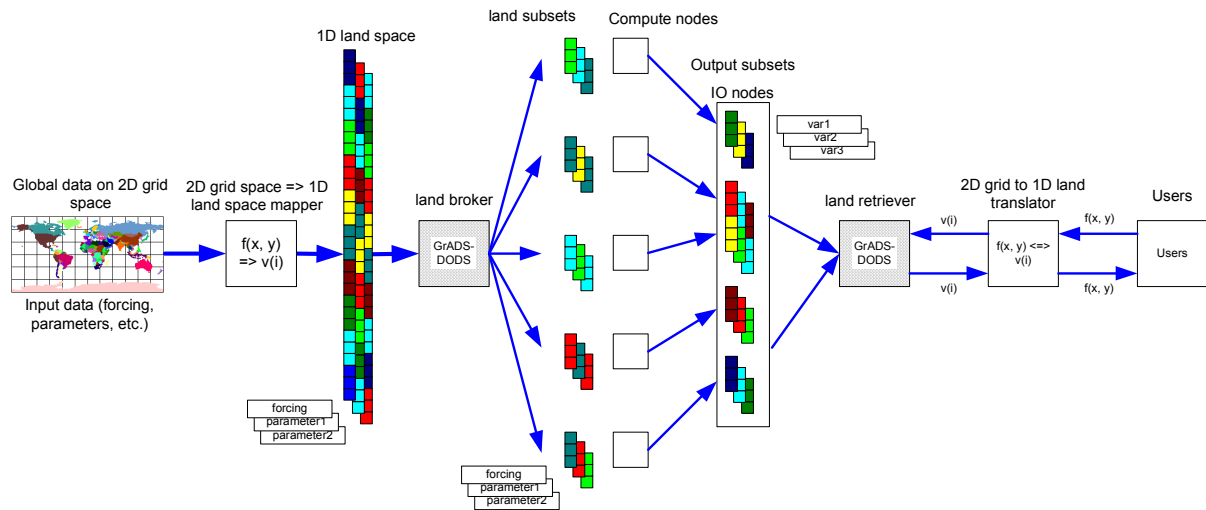 Global data on 2D grid
space
Input data (forcing,
parameters, etc.)
2D grid space => 1D
land space mapper
f(x, y)
=> v(i)
1D land space
forcing
parameter1
parameter2
land broker
GrADS-
DODS
land subsets
forcing
parameter1
parameter2
Compute nodes
Output subsets
IO nodes
var1
var2
var3
land retriever
GrADS-
DODS
v(i)
v(i)
2D grid to 1D land
translator
f(x, y) <=>
v(i)
f(x, y)
f(x, y)
Users
Users